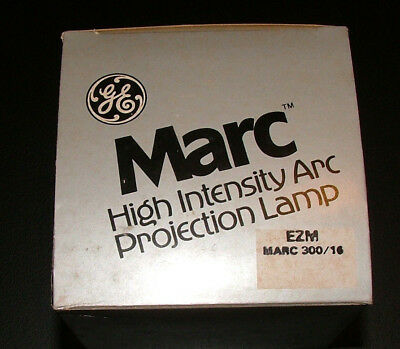 GE
Marc™
High Intensity Arc
Projection Lamp
EZM
MARC 300/16